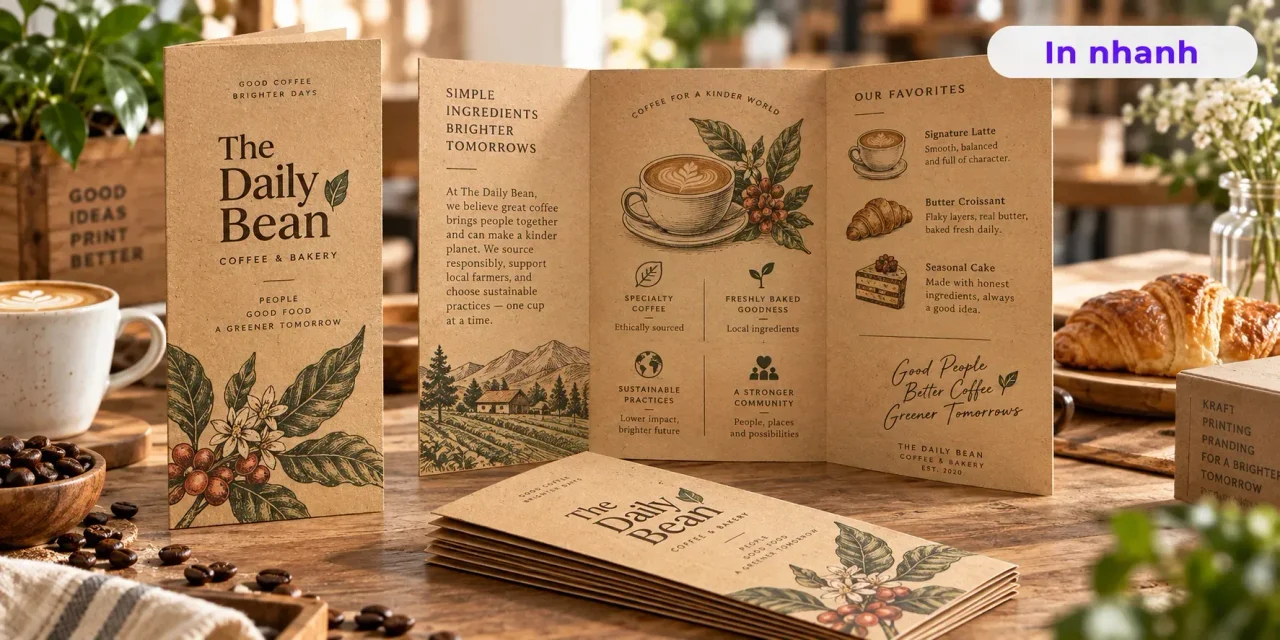 In nhanh
GOOD
IDEAS
PRINT
BETTER
GOOD COFFEE
BRIGHTER DAYS
The
Daily
Bean
COFFEE & BAKERY
PEOPLE
GOOD FOOD
A GREENER TOMORROW
SIMPLE
INGREDIENTS
BRIGHTER
TOMORROWS
At The Daily Bean,
we believe great coffee
brings people together
and can make a kinder
planet. We source
responsibly, support
local farmers, and
choose sustainable
practices — one cup
at a time.
COFFEE FOR A KINDER WORLD
SPECIALTY
COFFEE
Ethically sourced
FRESHLY BAKED
GOODNESS
Local ingredients
SUSTAINABLE
PRACTICES
Lower impact,
brighter future
A STRONGER
COMMUNITY
People, places
and possibilities
OUR FAVORITES
Signature Latte
Smooth, balanced
and full of character.
Butter Croissant
Flaky layers, real butter,
baked fresh daily.
Seasonal Cake
Made with honest
ingredients, always
a good idea.
Good People
Better Coffee
Greener Tomorrows
THE DAILY BEAN
COFFEE & BAKERY
EST. 2020
KRAFT
PRINTING
PRANDING
FOR A BRIGHTER
TOMORROW
GOOD COFFEE
BRIGHTER DAYS
The
Daily
Bean
COFFEE & BAKERY
PEOPLE
GOOD FOOD
A GREENER TOMORROW